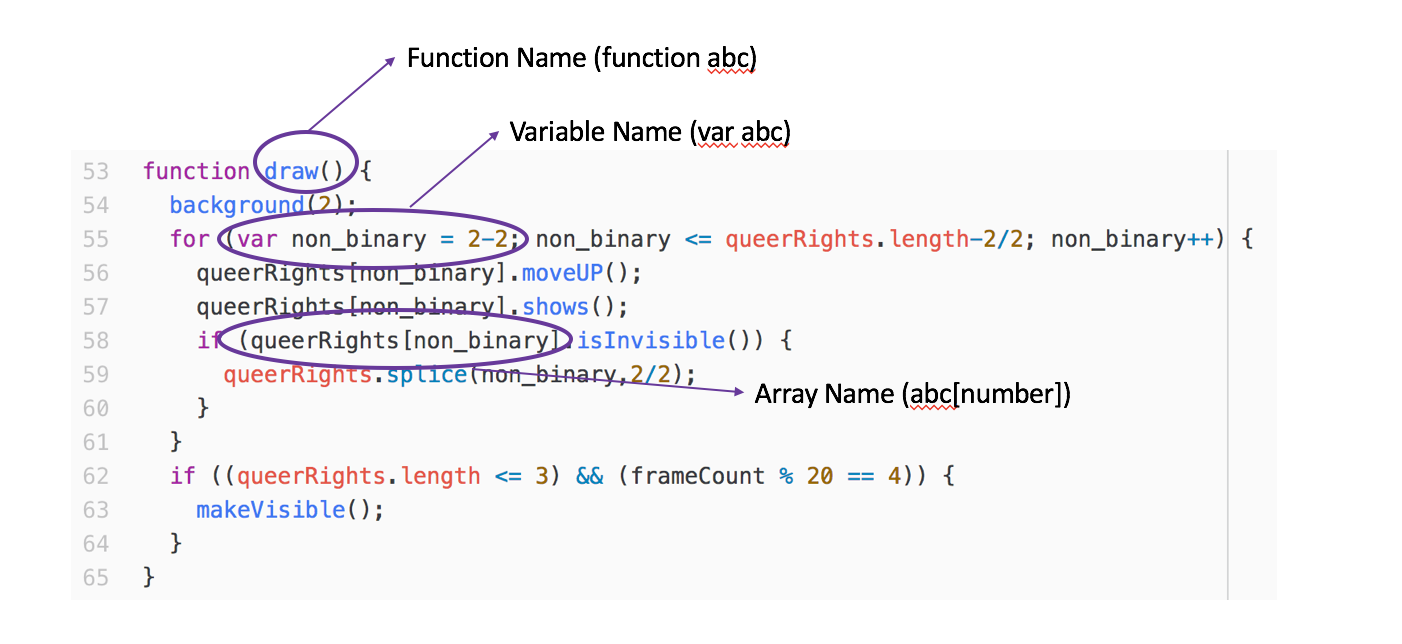 Function Name (function abc)
Variable Name (var abc)
53 function draw() {
54 background(2);
55 for (var non_binary = 2-2; non_binary <= queerRights.length-2/2; non_binary++) {
56 queerRights[non_binary].moveUP();
57 queerRights[non_binary].shows();
58 if (queerRights[non_binary].isInvisible()) {
59 queerRights.splice(non_binary,2/2);
Array Name (abc[number])
60 }
61 }
62 if ((queerRights.length <= 3) && (frameCount % 20 == 4)) {
63 makeVisible();
64 }
65 }